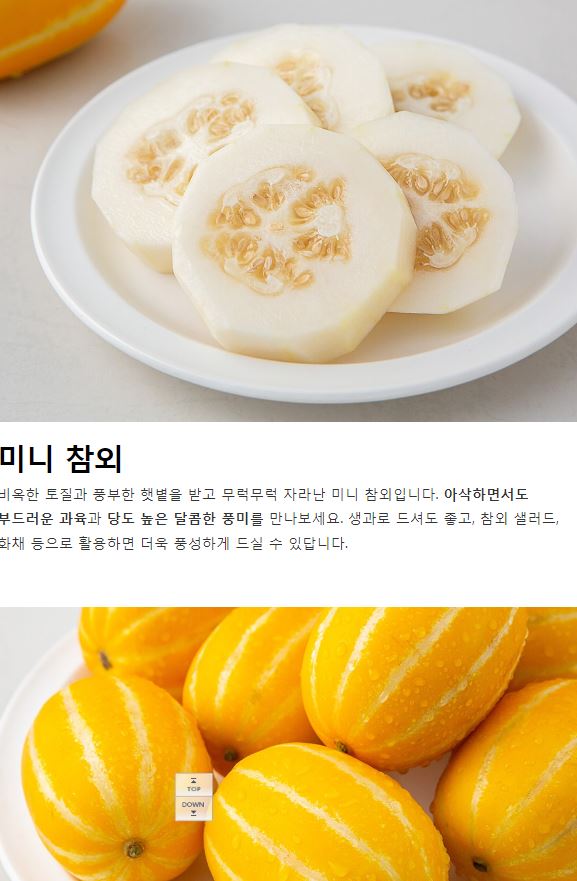 미니 참외
비옥한 토질과 풍부한 햇볕을 받고 무럭무럭 자라난 미니 참외입니다. 아삭하면서도
부드러운 과육과 당도 높은 달콤한 풍미를 만나보세요. 생과로 드셔도 좋고, 참외 샐러드,
화채 등으로 활용하면 더욱 풍성하게 드실 수 있답니다.
TOP
DOWN